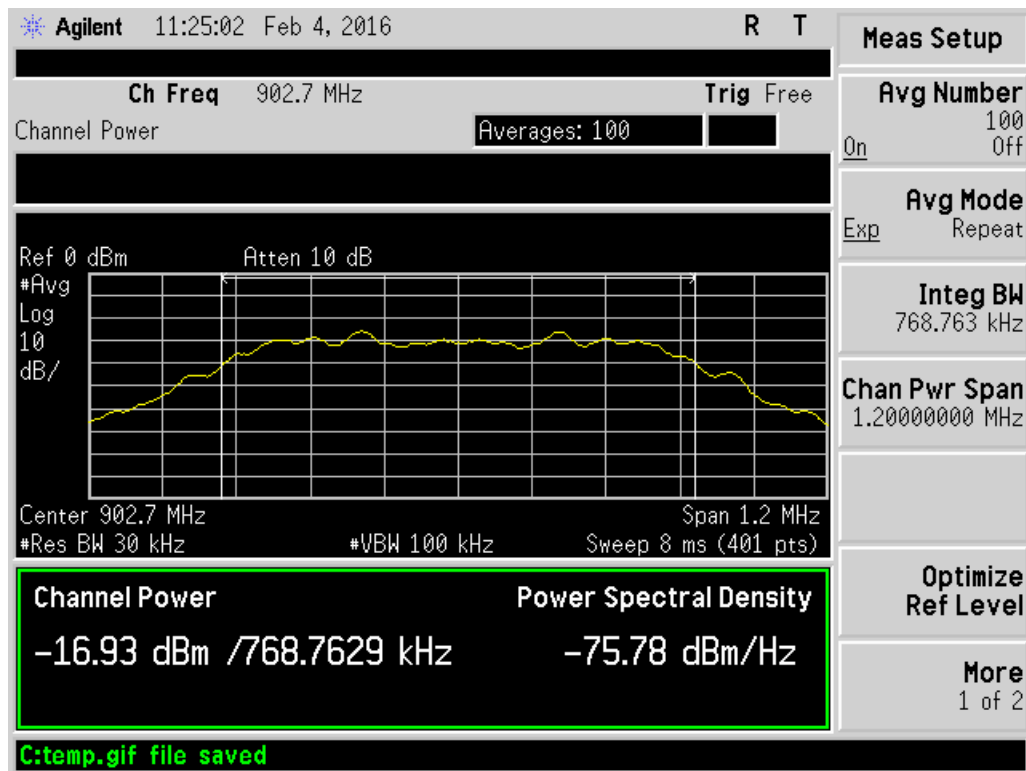 Agilent 11:25:02 Feb 4, 2016 R T
Ch Freq 902.7 MHz Trig Free
Channel Power Averages: 100
Ref 0 dBm Atten 10 dB
#Avg
Log
10
dB/
Center 902.7 MHz Span 1.2 MHz
#Res BW 30 kHz #VBW 100 kHz Sweep 8 ms (401 pts)
Channel Power Power Spectral Density
-16.93 dBm /768.7629 kHz -75.78 dBm/Hz
C:temp.gif file saved
Meas Setup
Avg Number
100
On Off
Avg Mode
Exp Repeat
Integ BW
768.763 kHz
Chan Pwr Span
1.20000000 MHz
Optimize
Ref Level
More
1 of 2